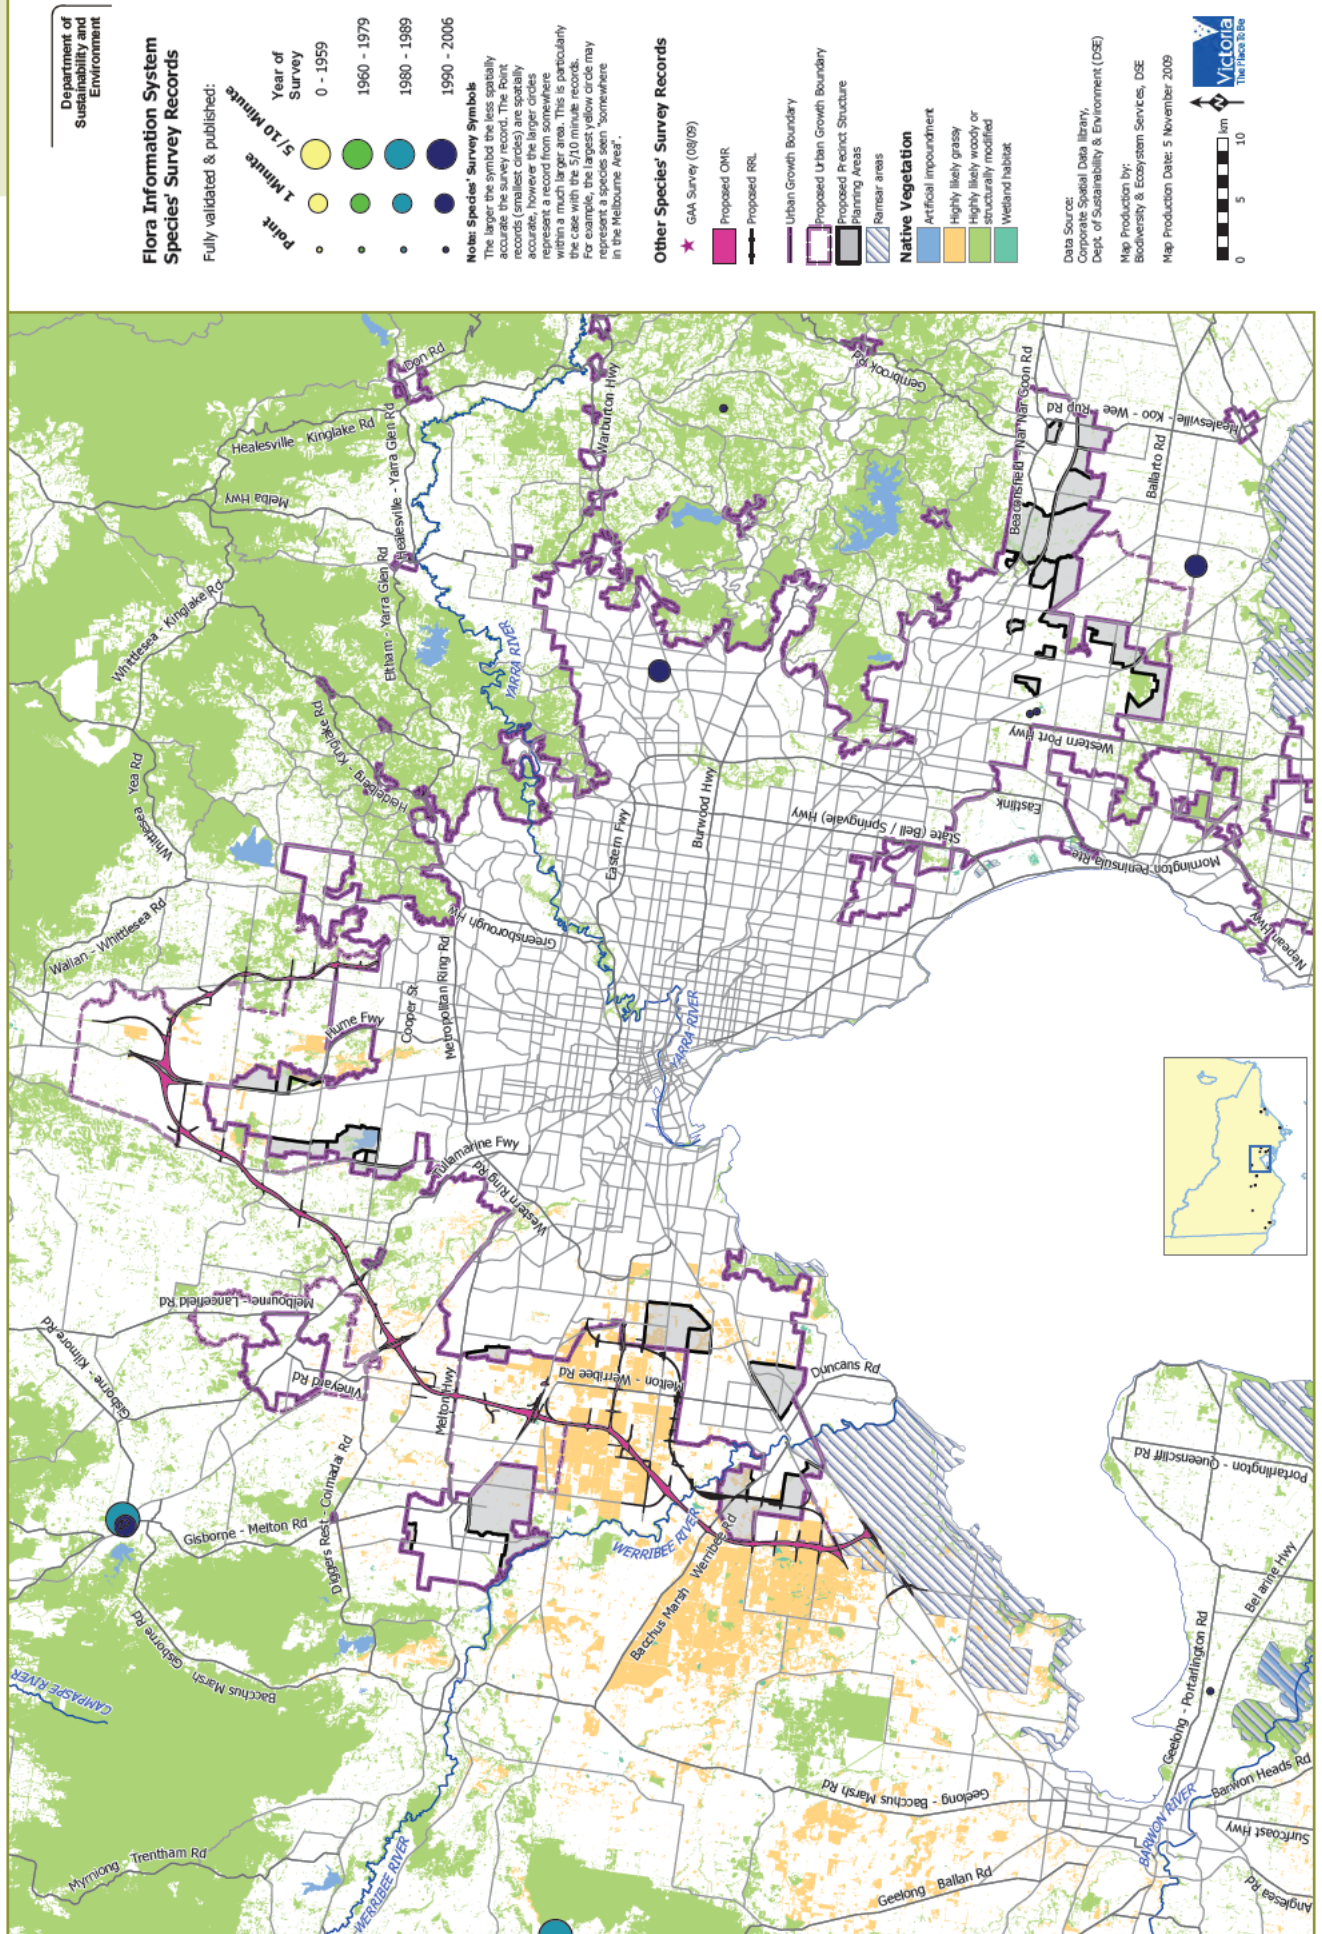 Department of
Sustainability and
Environment
Flora Information System
Species' Survey Records
Fully validated & published:
Point
1 Minute
5/10 Minute
Year of
Survey
0 - 1959
1960 - 1979
1980 - 1989
1990 - 2006
Note: Species' Survey Symbols
The larger the symbol the less spatially
accurate the survey record. The Point
records (smallest circles) are spatially
accurate, however the larger circles
represent a record from somewhere
within a much larger area. This is particularly
the case with the 5/10 minute records.
For example, the largest yellow circle may
represent a species seen "somewhere
in the Melbourne Area".
Other Species' Survey Records
GAA Survey (08/09)
Proposed OMR
Proposed RRL
Urban Growth Boundary
Proposed Urban Growth Boundary
Proposed Precinct Structure
Planning Areas
Ramsar areas
Native Vegetation
Artificial impoundment
Highly likely grassy
Highly likely woody or
structurally modified
Wetland habitat
Data Source:
Corporate Spatial Data library,
Dept. of Sustainability & Environment (DSE)
Map Production by:
Biodiversity & Ecosystem Services, DSE
Map Production Date: 5 November 2009
0 5 10
km
N
Victoria
The Place To Be
CAMPASPE RIVER
Myrniong - Trentham Rd
WERRIBEE RIVER
Bacchus Marsh - Gisborne Rd
Gisborne - Kilmore Rd
Gisborne - Melton Rd
Diggers Rest - Coimadai Rd
Melbourne - Lancefield Rd
Vineyard Rd
Melton Hwy
Wallan - Whittlesea Rd
Whittlesea - Yea Rd
Whittlesea - Kinglake Rd
Melba Hwy
Healesville - Kinglake Rd
Healesville - Yarra Glen Rd
Don Rd
Eltham - Yarra Glen Rd
Heidelberg - Kinglake Rd
Hume Fwy
Cooper St
Metropolitan Ring Rd
Greensborough Hwy
Tullamarine Fwy
Western Ring Rd
YARRA RIVER
YARRA RIVER
Warburton Hwy
Eastern Fwy
Burwood Hwy
State (Bell / Springvale) Hwy
Eastlink
Mornington Peninsula Rte
Nepean Hwy
Western Port Hwy
Gembrook Rd
Beaconsfield - Nar Nar Goon Rd
Healesville - Koo - Wee - Rup Rd
Ballarto Rd
Melton - Werribee Rd
Duncans Rd
WERRIBEE RIVER
Bacchus Marsh - Werribee Rd
Geelong - Bacchus Marsh Rd
Geelong - Ballan Rd
Geelong - Portarlington Rd
Portarlington - Queenscliff Rd
Bellarine Hwy
Barwon Heads Rd
BARWON RIVER
Surfcoast Hwy
Anglesea Rd